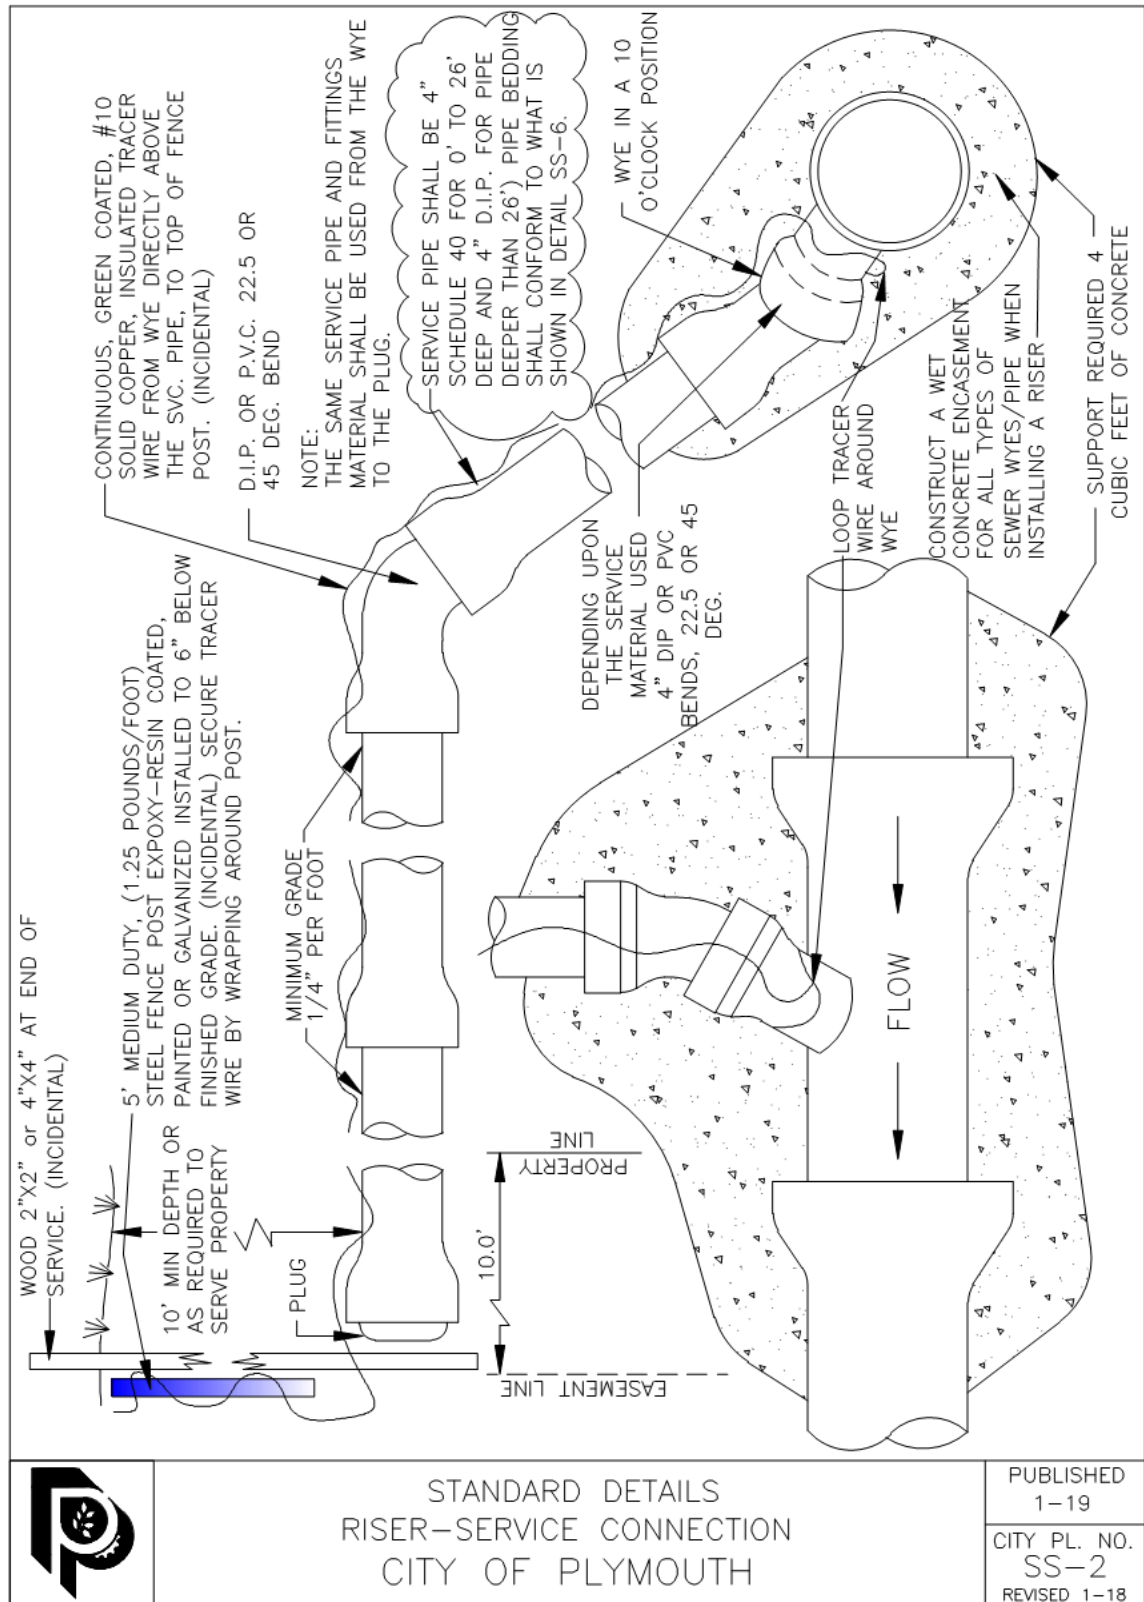 WOOD 2"X2" or 4"X4" AT END OF
SERVICE. (INCIDENTAL)
5' MEDIUM DUTY, (1.25 POUNDS/FOOT)
STEEL FENCE POST EXPOXY-RESIN COATED,
PAINTED OR GALVANIZED INSTALLED TO 6" BELOW
FINISHED GRADE. (INCIDENTAL) SECURE TRACER
WIRE BY WRAPPING AROUND POST.
CONTINUOUS, GREEN COATED, #10
SOLID COPPER, INSULATED TRACER
WIRE FROM WYE DIRECTLY ABOVE
THE SVC. PIPE, TO TOP OF FENCE
POST. (INCIDENTAL)
D.I.P. OR P.V.C. 22.5 OR
45 DEG. BEND
NOTE:
THE SAME SERVICE PIPE AND FITTINGS
MATERIAL SHALL BE USED FROM THE WYE
TO THE PLUG.
SERVICE PIPE SHALL BE 4"
SCHEDULE 40 FOR 0' TO 26'
DEEP AND 4" D.I.P. FOR PIPE
DEEPER THAN 26') PIPE BEDDING
SHALL CONFORM TO WHAT IS
SHOWN IN DETAIL SS-6.
10' MIN DEPTH OR
AS REQUIRED TO
SERVE PROPERTY
PLUG
MINIMUM GRADE
1/4" PER FOOT
WYE IN A 10
O'CLOCK POSITION
DEPENDING UPON
THE SERVICE
MATERIAL USED
4" DIP OR PVC
BENDS, 22.5 OR 45
DEG.
10.0'
PROPERTY
LINE
EASEMENT LINE
LOOP TRACER
WIRE AROUND
WYE
CONSTRUCT A WET
CONCRETE ENCASEMENT
FOR ALL TYPES OF
SEWER WYES/PIPE WHEN
INSTALLING A RISER
SUPPORT REQUIRED 4
CUBIC FEET OF CONCRETE
FLOW
STANDARD DETAILS
RISER-SERVICE CONNECTION
CITY OF PLYMOUTH
PUBLISHED
1-19
CITY PL. NO.
SS-2
REVISED 1-18